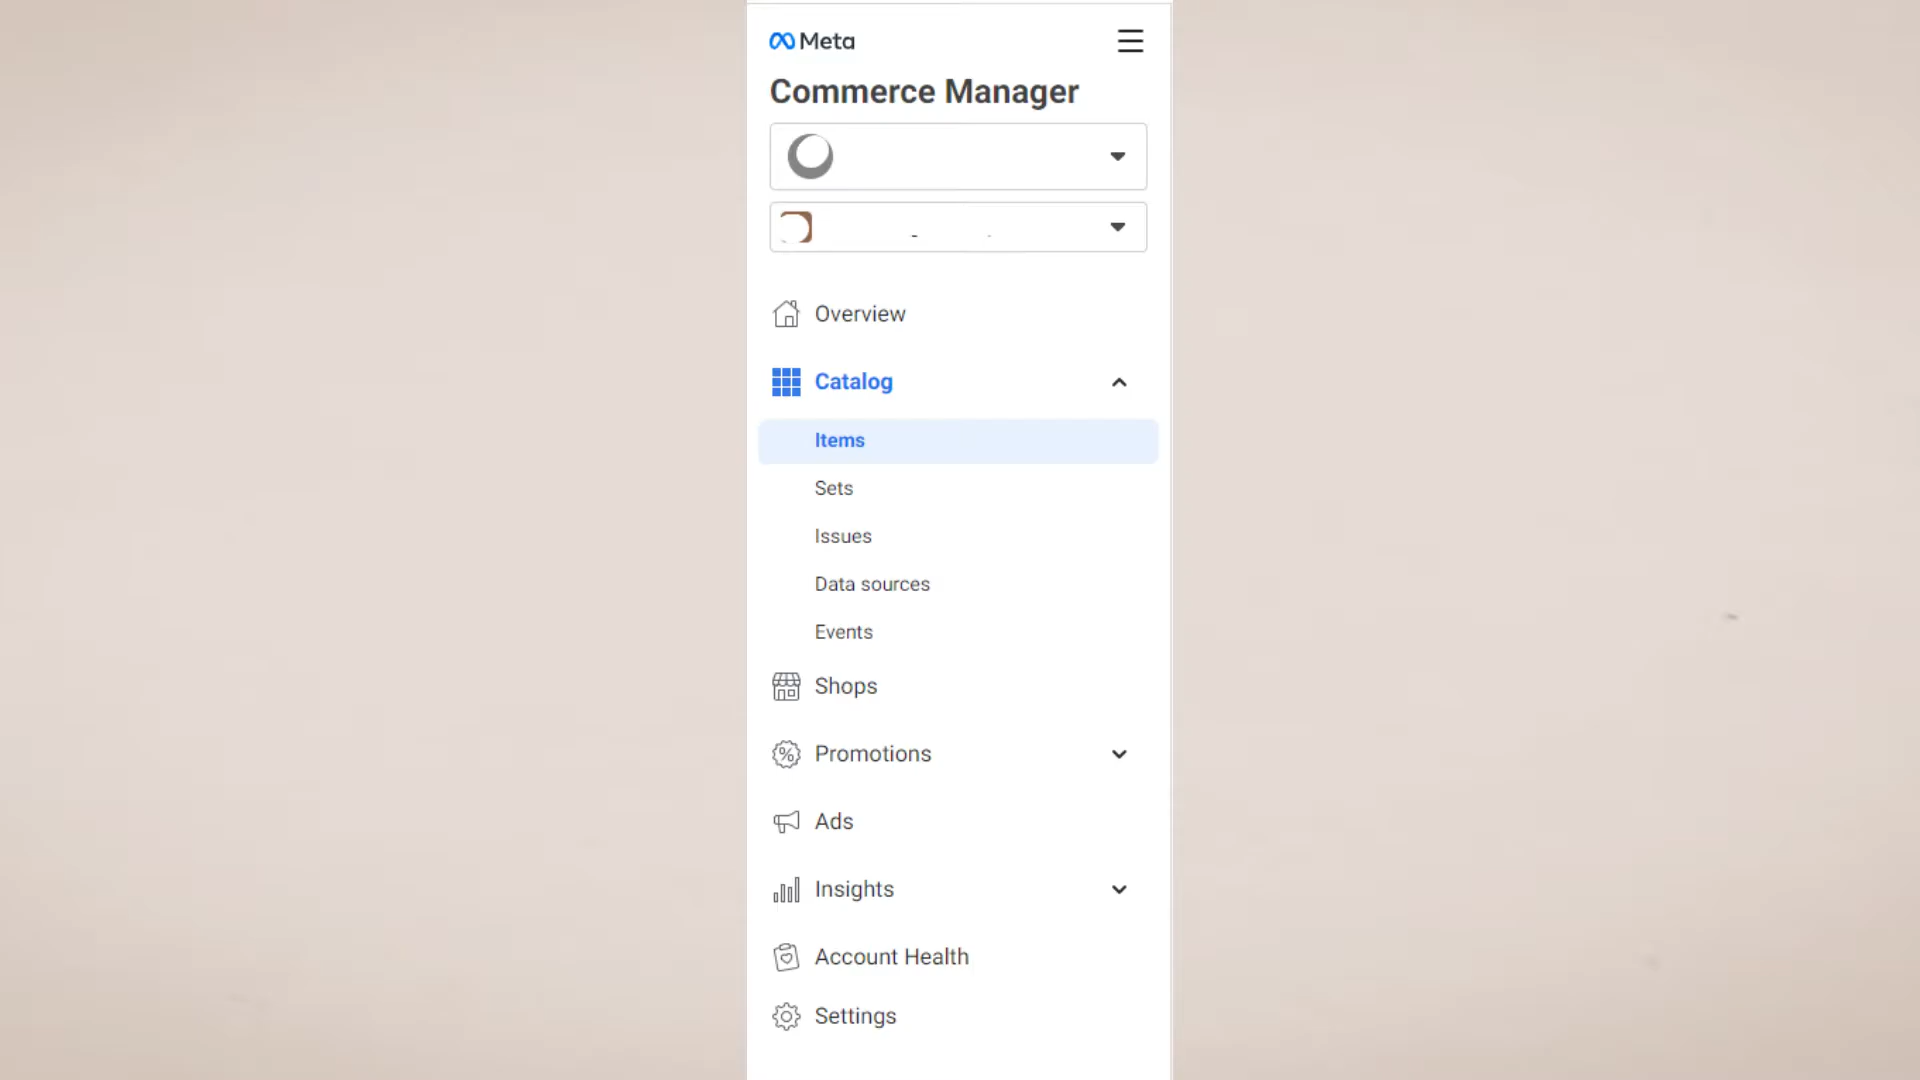 Meta
Commerce Manager
Overview
Catalog
Items
Sets
Issues
Data sources
Events
Shops
Promotions
Ads
Insights
Account Health
Settings